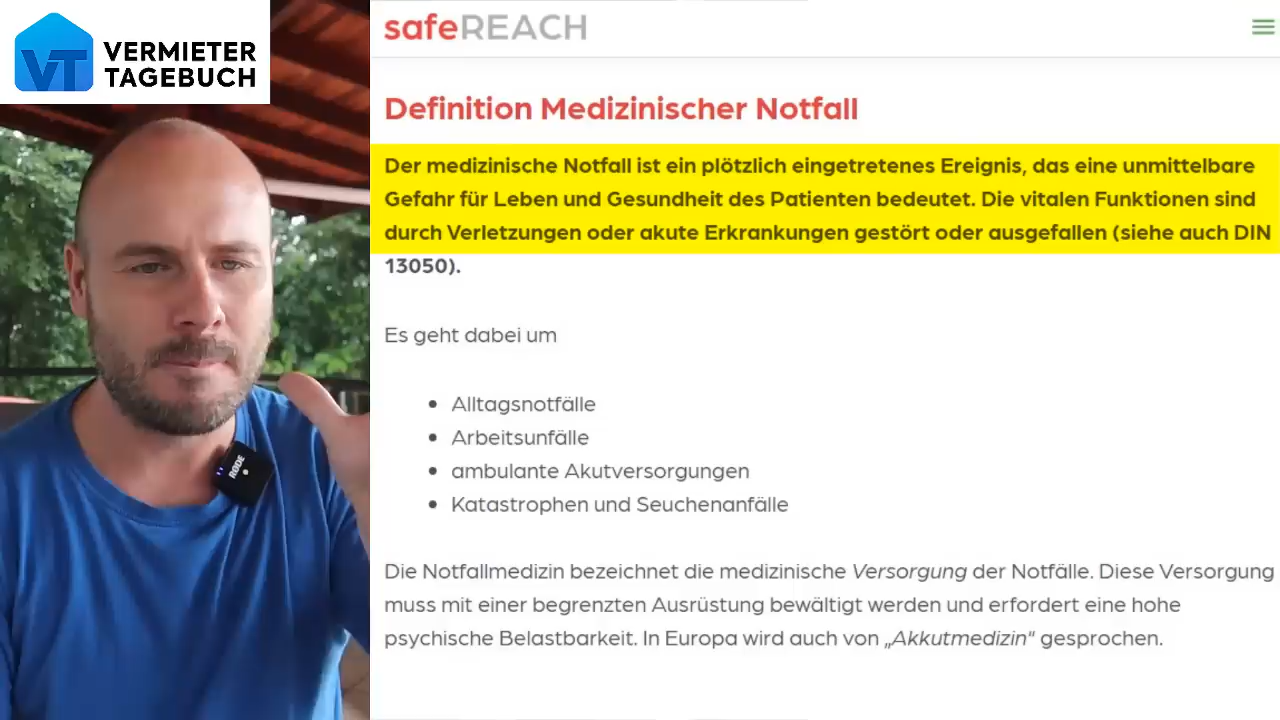 VT VERMIETER
TAGEBUCH
safeREACH
Definition Medizinischer Notfall
Der medizinische Notfall ist ein plötzlich eingetretenes Ereignis, das eine unmittelbare
Gefahr für Leben und Gesundheit des Patienten bedeutet. Die vitalen Funktionen sind
durch Verletzungen oder akute Erkrankungen gestört oder ausgefallen (siehe auch DIN
13050).
Es geht dabei um
• Alltagsnotfälle
• Arbeitsunfälle
• ambulante Akutversorgungen
• Katastrophen und Seuchenanfälle
Die Notfallmedizin bezeichnet die medizinische Versorgung der Notfälle. Diese Versorgung
muss mit einer begrenzten Ausrüstung bewältigt werden und erfordert eine hohe
psychische Belastbarkeit. In Europa wird auch von „Akkutmedizin“ gesprochen.
RØDE